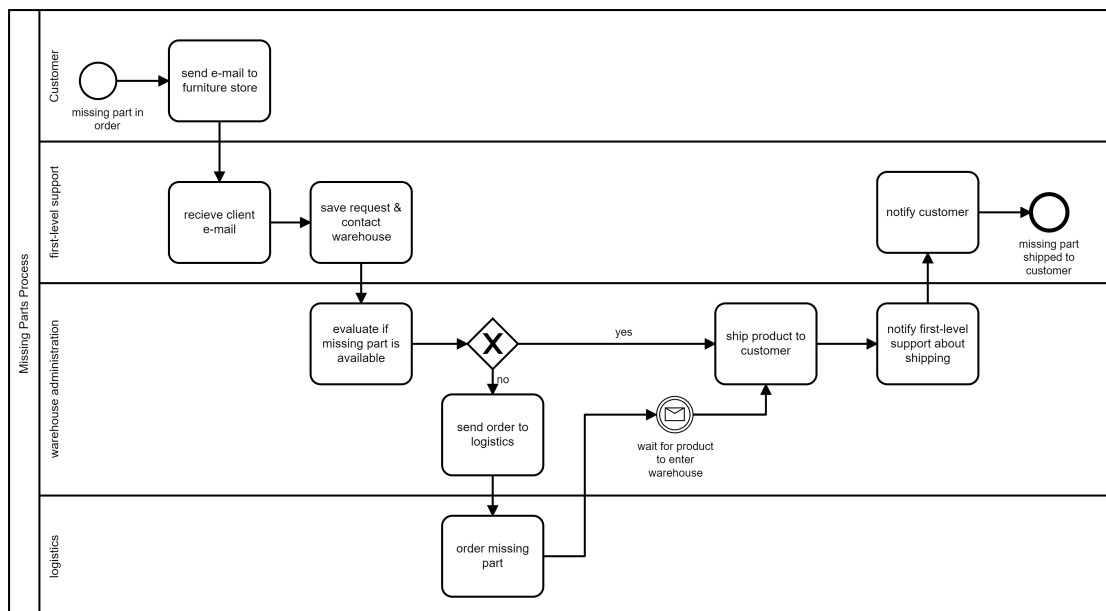 Missing Parts Process
Customer
missing part in
order
send e-mail to
furniture store
first-level support
recieve client
e-mail
save request &
contact
warehouse
notify customer
missing part
shipped to
customer
warehouse administration
evaluate if
missing part is
available
yes
no
ship product to
customer
notify first-level
support about
shipping
send order to
logistics
wait for product
to enter
warehouse
logistics
order missing
part